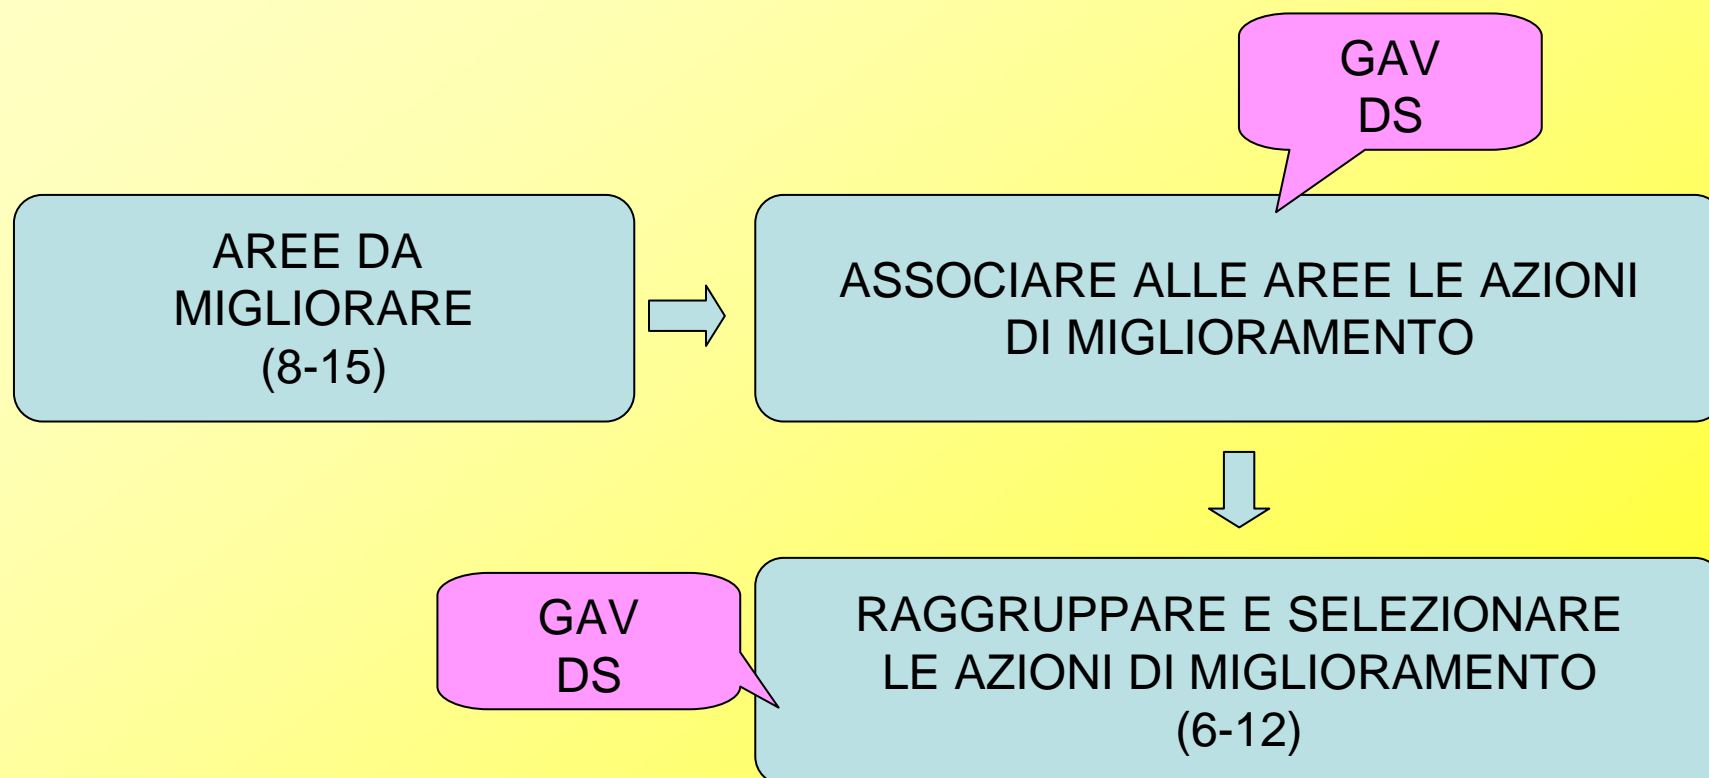 GAV
DS
AREE DA
MIGLIORARE
(8-15)
ASSOCIARE ALLE AREE LE AZIONI
DI MIGLIORAMENTO
GAV
DS
RAGGRUPPARE E SELEZIONARE
LE AZIONI DI MIGLIORAMENTO
(6-12)